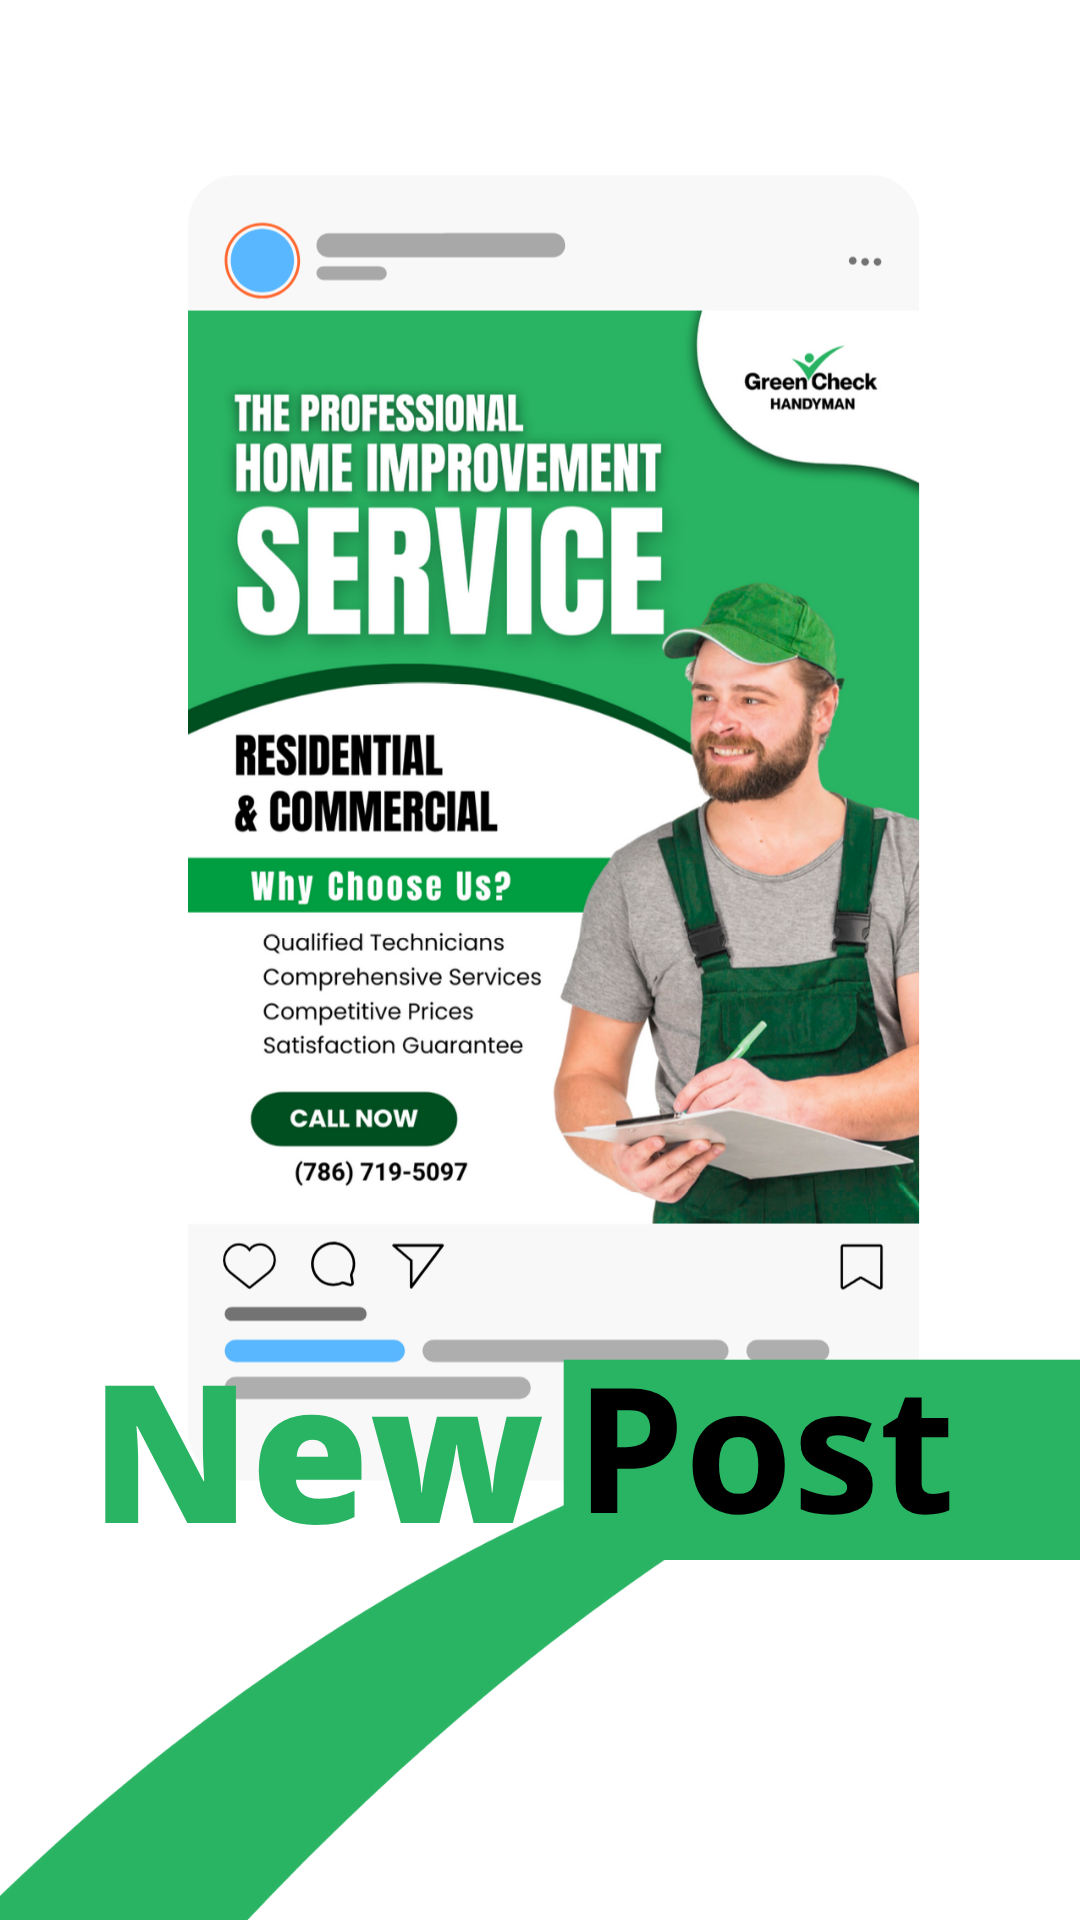 Green Check
HANDYMAN
THE PROFESSIONAL
HOME IMPROVEMENT
SERVICE
RESIDENTIAL
& COMMERCIAL
Why Choose Us?
Qualified Technicians
Comprehensive Services
Competitive Prices
Satisfaction Guarantee
CALL NOW
(786) 719-5097
New Post